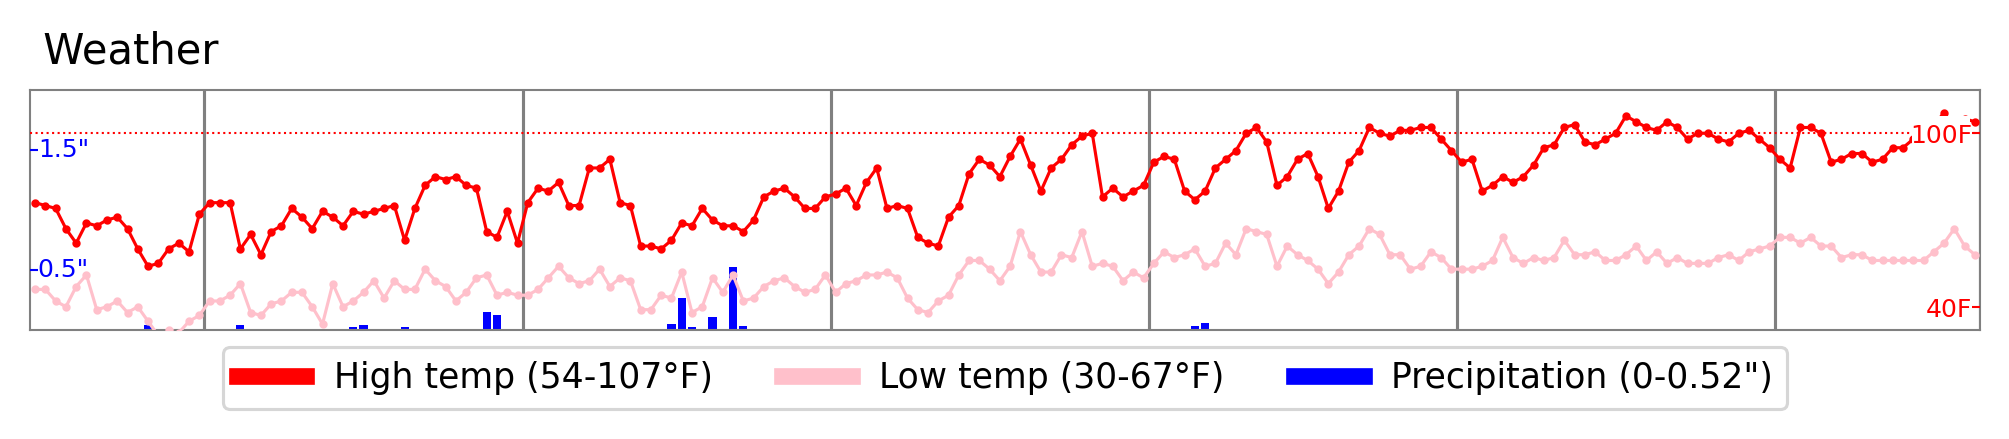 Weather
1.5"
100F
0.5"
40F
High temp (54-107°F) Low temp (30-67°F) Precipitation (0-0.52")